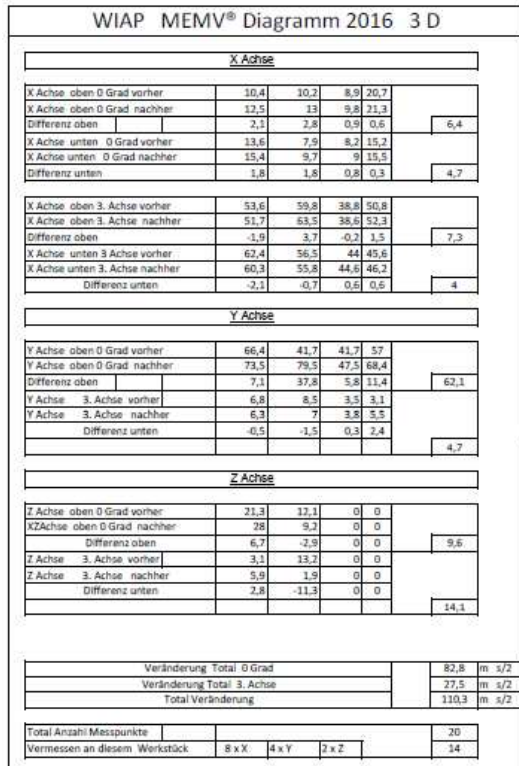 WIAP MEMV® Diagramm 2016 3 D
X Achse
X Achse oben 0 Grad vorher 10,4 10,2 8,9 20,7
X Achse oben 0 Grad nachher 12,5 13 9,8 21,3
Differenz oben 2,1 2,8 0,9 0,6 6,4
X Achse unten 0 Grad vorher 13,6 7,9 8,2 15,2
X Achse unten 0 Grad nachher 15,4 9,7 9 15,5
Differenz unten 1,8 1,8 0,8 0,3 4,7
X Achse oben 3. Achse vorher 53,6 59,8 38,8 50,8
X Achse oben 3. Achse nachher 51,7 63,5 38,6 52,3
Differenz oben -1,9 3,7 -0,2 1,5 7,3
X Achse unten 3 Achse vorher 62,4 56,5 44 45,6
X Achse unten 3. Achse nachher 60,3 55,8 44,6 46,2
Differenz unten -2,1 -0,7 0,6 0,6 4
Y Achse
Y Achse oben 0 Grad vorher 66,4 41,7 41,7 57
Y Achse oben 0 Grad nachher 73,5 79,5 47,5 68,4
Differenz oben 7,1 37,8 5,8 11,4 62,1
Y Achse 3. Achse vorher 6,8 8,5 3,5 3,1
Y Achse 3. Achse nachher 6,3 7 3,8 5,5
Differenz unten -0,5 -1,5 0,3 2,4
4,7
Z Achse
Z Achse oben 0 Grad vorher 21,3 12,1 0 0
XZAchse oben 0 Grad nachher 28 9,2 0 0
Differenz oben 6,7 -2,9 0 0 9,6
Z Achse 3. Achse vorher 3,1 13,2 0 0
Z Achse 3. Achse nachher 5,9 1,9 0 0
Differenz unten 2,8 -11,3 0 0
14,1
Veränderung Total 0 Grad 82,8 m s/2
Veränderung Total 3. Achse 27,5 m s/2
Total Veränderung 110,3 m s/2
Total Anzahl Messpunkte 20
Vermessen an diesem Werkstück 8 x X 4 x Y 2 x Z 14